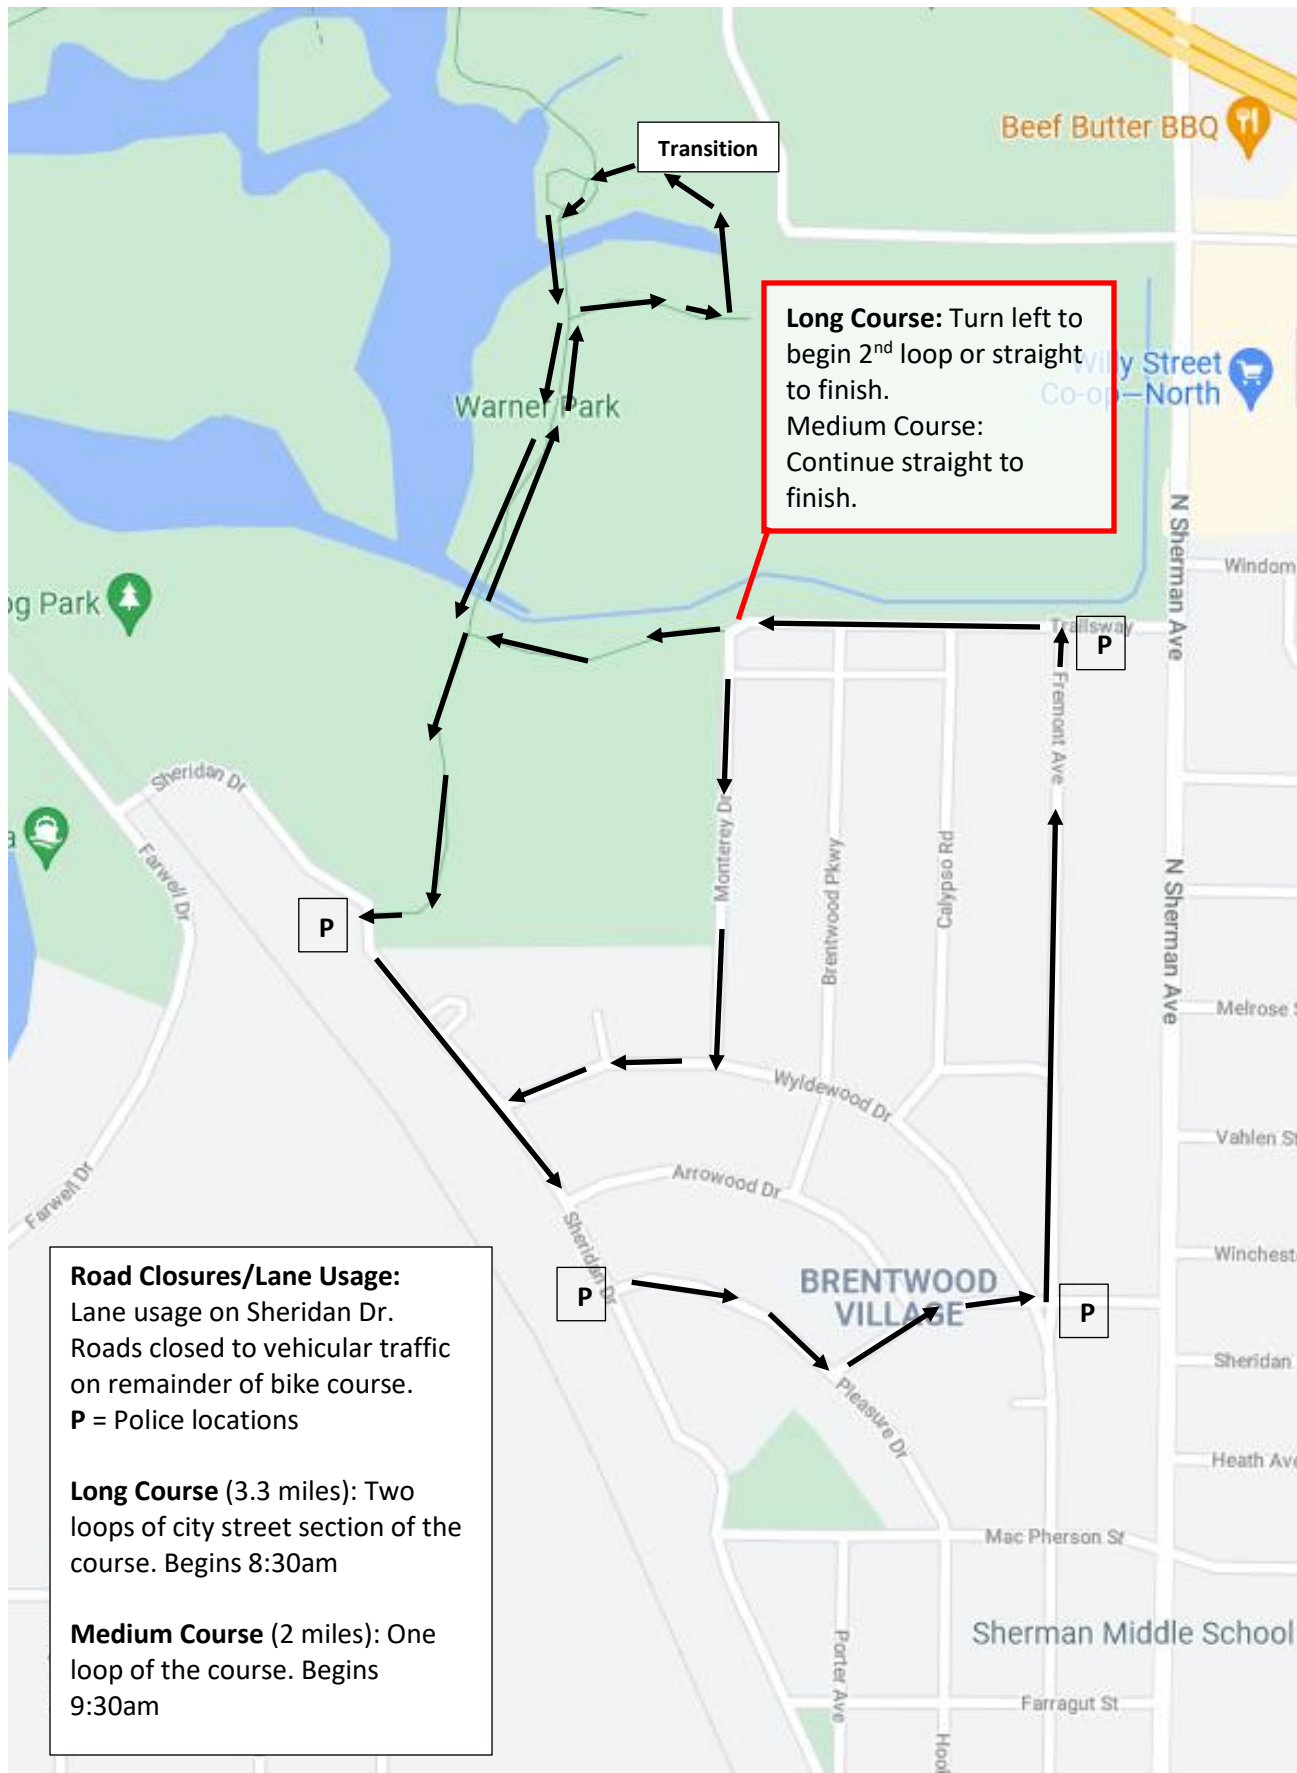 Transition
Beef Butter BBQ
Long Course: Turn left to
begin 2nd loop or straight
to finish.
Medium Course:
Continue straight to
finish.
Willy Street
Co-op—North
Warner Park
N Sherman Ave
Windom
og Park
Trailsway
P
Fremont Ave
Sheridan Dr
a
Farwell Dr
Monterey Dr
Brentwood Pkwy
Calypso Rd
N Sherman Ave
P
Melrose S
Wyldewood Dr
Vahlen St
Arrowood Dr
Farwell Dr
Sheridan Dr
Winchest
P
BRENTWOOD
VILLAGE
P
Sheridan
Pleasure Dr
Heath Ave
Road Closures/Lane Usage:
Lane usage on Sheridan Dr.
Roads closed to vehicular traffic
on remainder of bike course.
P = Police locations
Long Course (3.3 miles): Two
loops of city street section of the
course. Begins 8:30am
Medium Course (2 miles): One
loop of the course. Begins
9:30am
Mac Pherson St
Sherman Middle School
Porter Ave
Farragut St
Hool